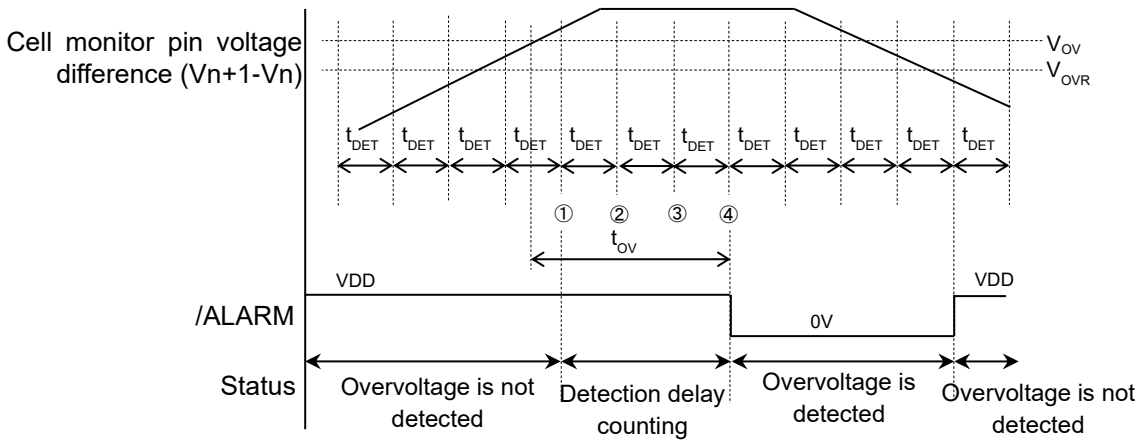 Cell monitor pin voltage
difference (Vn+1-Vn)
VOV
VOVR
tDET tDET tDET tDET tDET tDET tDET tDET tDET tDET tDET tDET
① ② ③ ④
tOV
VDD
VDD
/ALARM
0V
Status
Overvoltage is not
detected
Detection delay
counting
Overvoltage is
detected
Overvoltage is not
detected